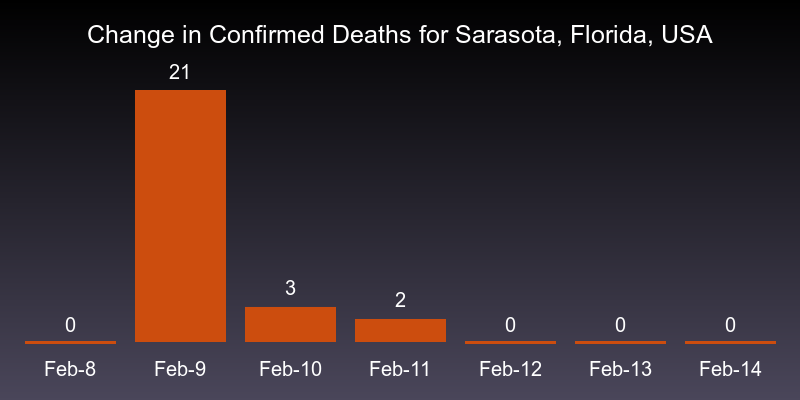 Change in Confirmed Deaths for Sarasota, Florida, USA
21
3
2
0
0
0
0
Feb-8
Feb-9
Feb-10
Feb-11
Feb-12
Feb-13
Feb-14